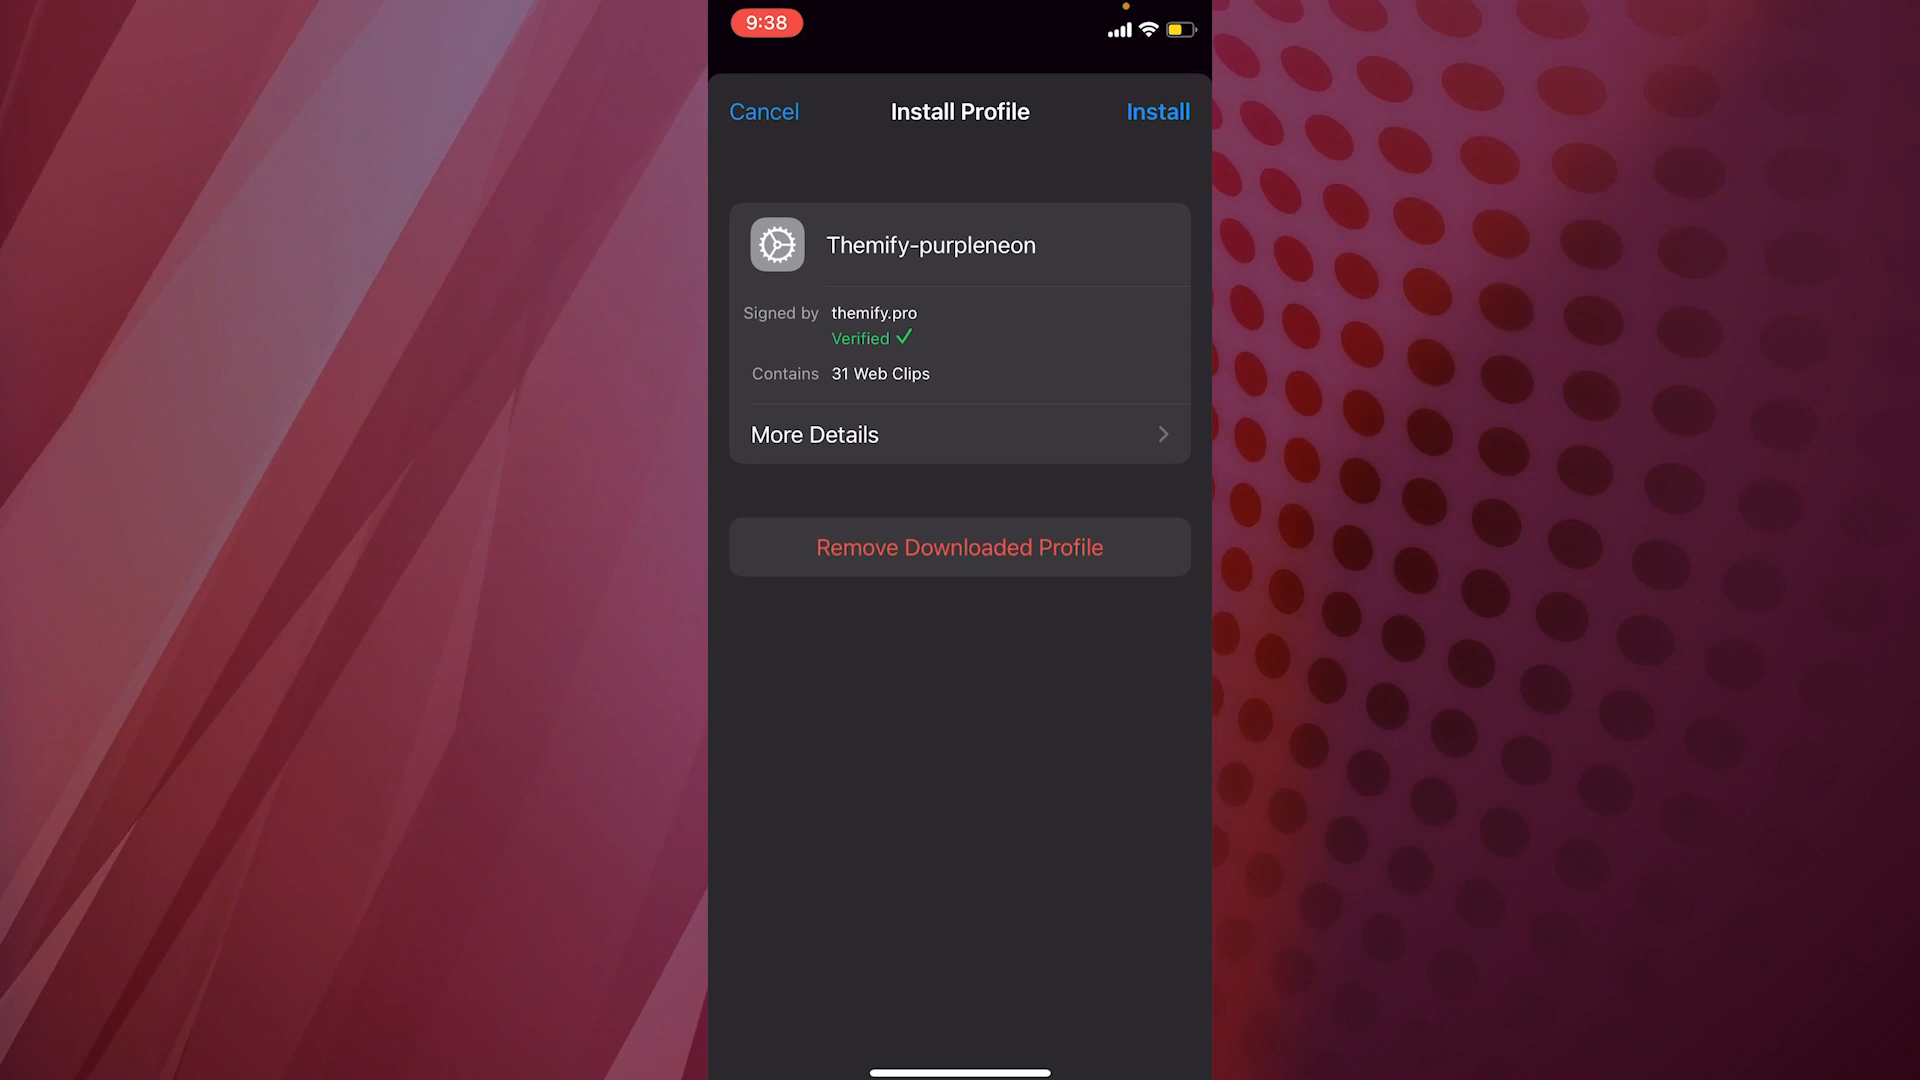 9:38
Cancel
Install Profile
Install
Themify-purpleneon
Signed by themify.pro
Verified ✓
Contains 31 Web Clips
More Details
Remove Downloaded Profile